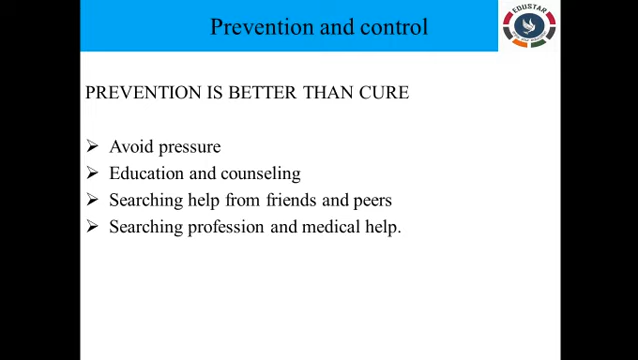 Prevention and control
EDUSTAR
PREVENTION IS BETTER THAN CURE
Avoid pressure
Education and counseling
Searching help from friends and peers
Searching profession and medical help.